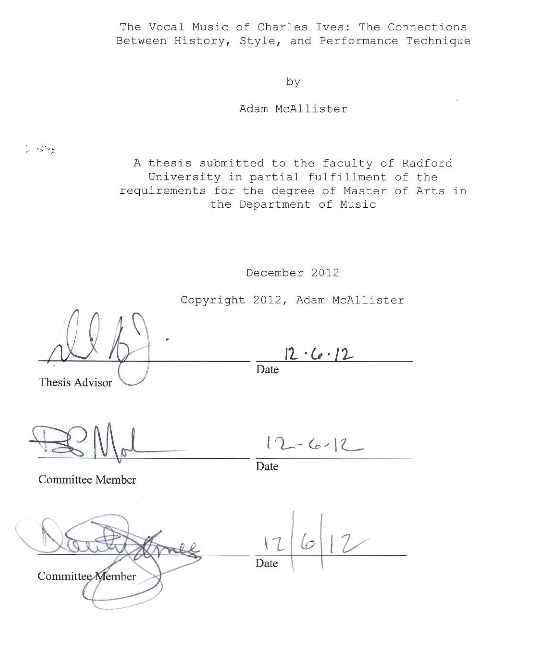 The Vocal Music of Charles Ives: The Connections
Between History, Style, and Performance Technique
by
Adam McAllister
A thesis submitted to the faculty of Radford
University in partial fulfillment of the
requirements for the degree of Master of Arts in
the Department of Music
December 2012
Copyright 2012, Adam McAllister
12·6·12
Thesis Advisor
Date
12-6-12
Committee Member
Date
12/6/12
Committee Member
Date